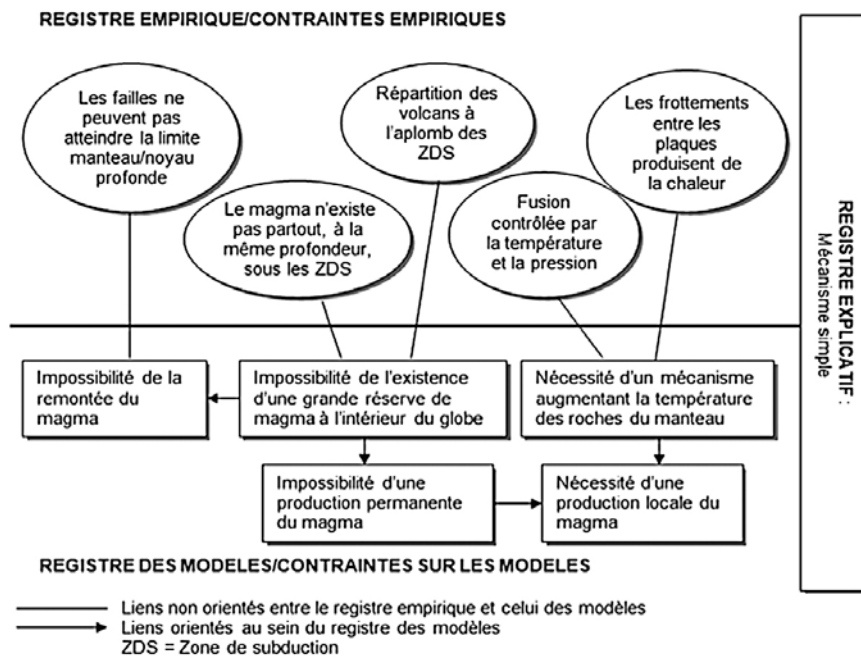 REGISTRE EMPIRIQUE/CONTRAINTES EMPIRIQUES
Les failles ne
peuvent pas
atteindre la limite
manteau/noyau
profonde
Le magma n'existe
pas partout, à la
même profondeur,
sous les ZDS
Répartition des
volcans à
l'aplomb des
ZDS
Fusion
contrôlée par
la température
et la pression
Les frottements
entre les
plaques
produisent de
la chaleur
Impossibilité de la
remontée du
magma
Impossibilité de l'existence
d'une grande réserve de
magma à l'intérieur du globe
Nécessité d'un mécanisme
augmentant la température
des roches du manteau
Impossibilité d'une
production permanente
du magma
Nécessité d'une
production locale du
magma
REGISTRE DES MODELES/CONTRAINTES SUR LES MODELES
REGISTRE EXPLICATIF :
Mécanisme simple
Liens non orientés entre le registre empirique et celui des modèles
Liens orientés au sein du registre des modèles
ZDS = Zone de subduction